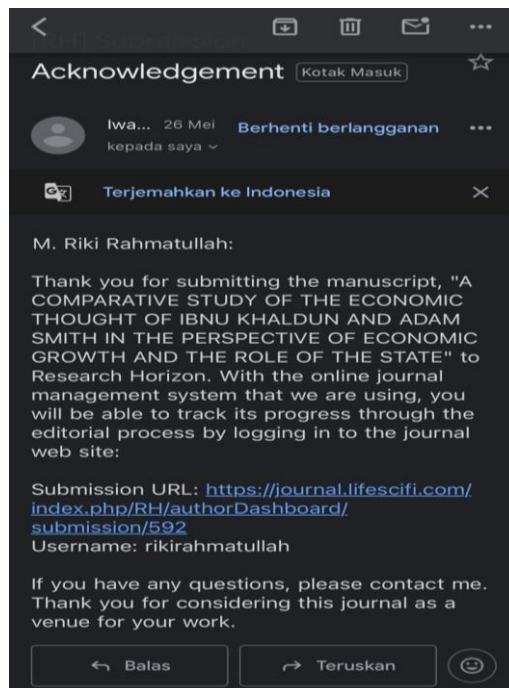 [RH] Submission
Acknowledgement Kotak Masuk
Iwa... 26 Mei Berhenti berlangganan
kepada saya
Terjemahkan ke Indonesia
M. Riki Rahmatullah:
Thank you for submitting the manuscript, "A
COMPARATIVE STUDY OF THE ECONOMIC
THOUGHT OF IBNU KHALDUN AND ADAM
SMITH IN THE PERSPECTIVE OF ECONOMIC
GROWTH AND THE ROLE OF THE STATE" to
Research Horizon. With the online journal
management system that we are using, you
will be able to track its progress through the
editorial process by logging in to the journal
web site:
Submission URL: https://journal.lifescifi.com/
index.php/RH/authorDashboard/
submission/592
Username: rikirahmatullah
If you have any questions, please contact me.
Thank you for considering this journal as a
venue for your work.
Balas Teruskan